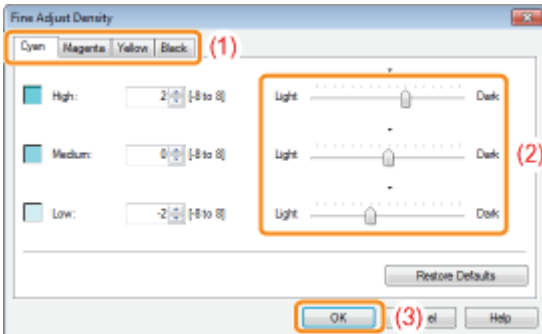 Fine Adjust Density
Cyan Magenta Yellow Black (1)
High: 2 [-8 to 8] Light Dark
Medium: 0 [-8 to 8] Light Dark (2)
Low: -2 [-8 to 8] Light Dark
Restore Defaults
OK (3) el Help